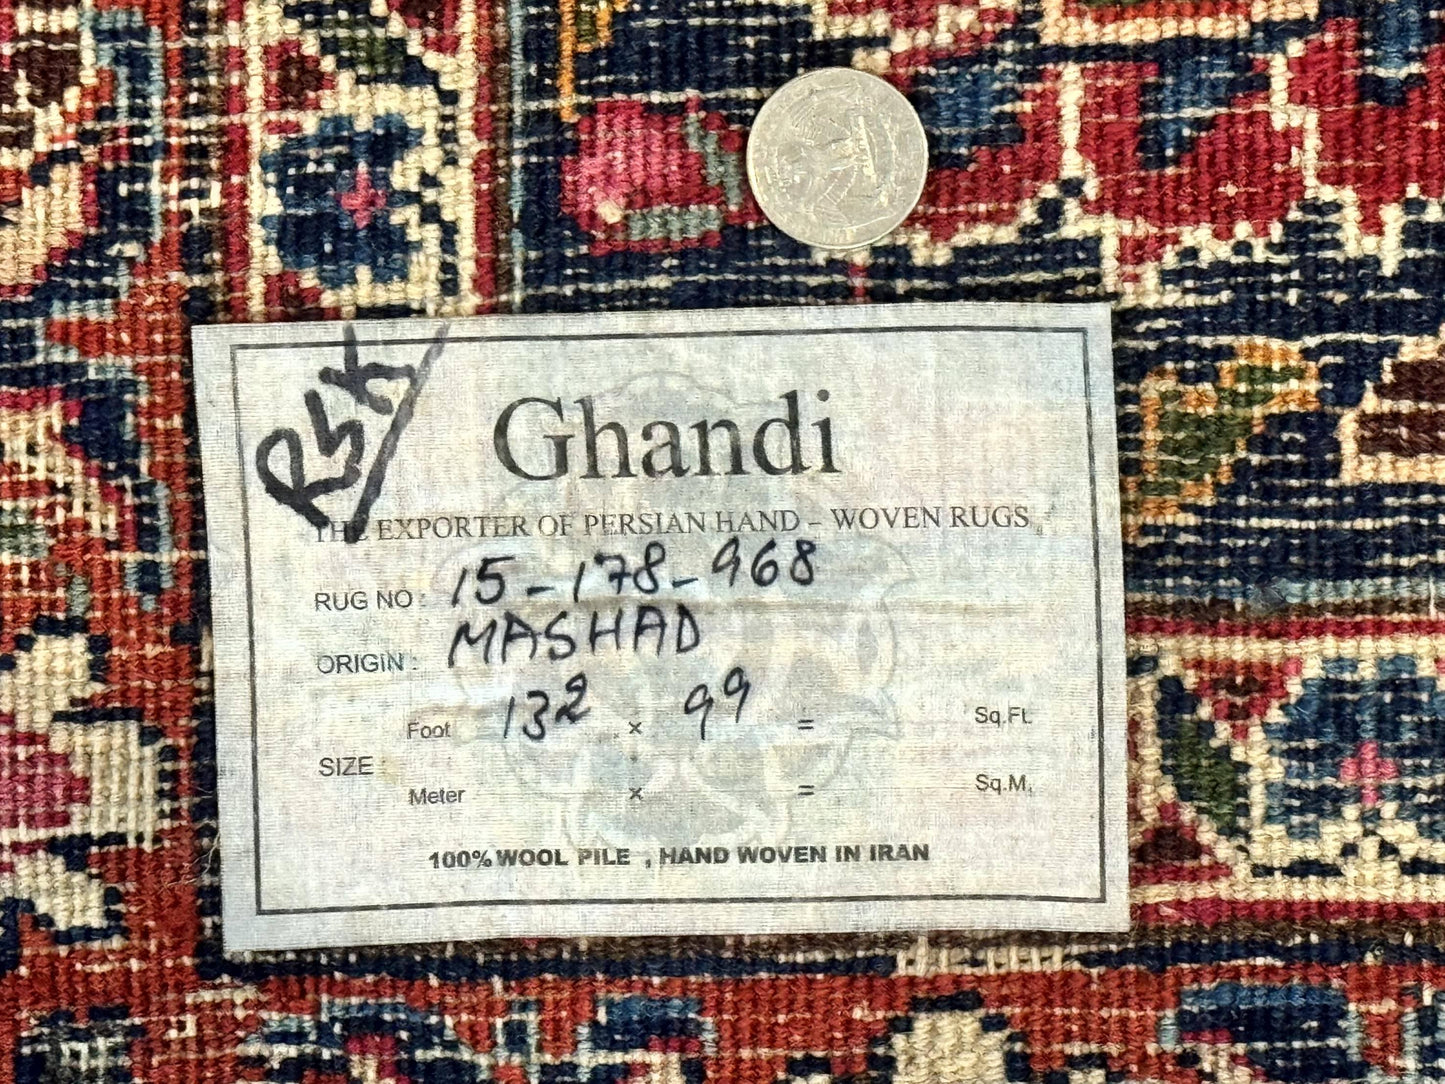 Ghandi
THE EXPORTER OF PERSIAN HAND – WOVEN RUGS
RUG NO : 15-178-968
ORIGIN : MASHAD
SIZE :
Foot 13² × 9⁹ = Sq.Ft.
Meter × = Sq.M.
100% WOOL PILE , HAND WOVEN IN IRAN